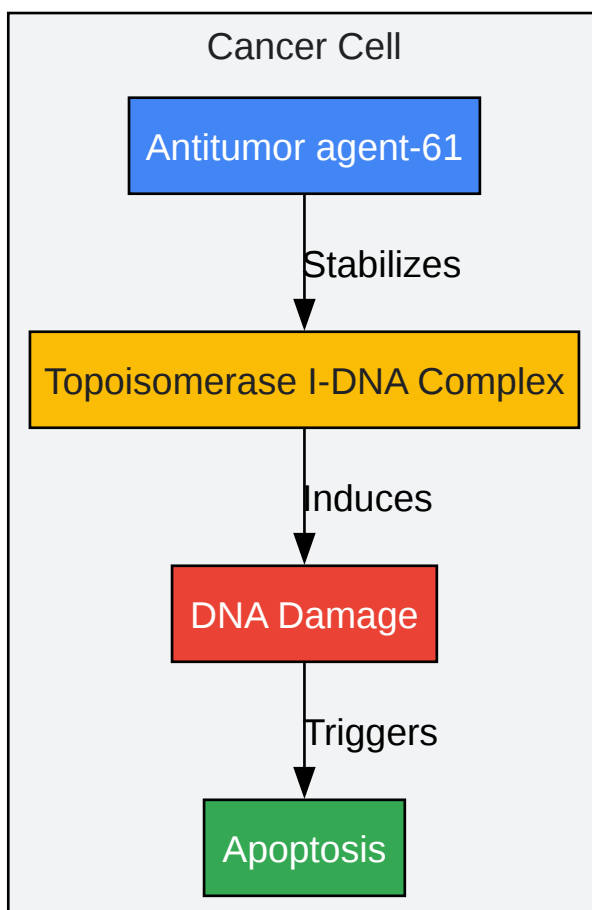 Cancer Cell
Antitumor agent-61
Stabilizes
Topoisomerase I-DNA Complex
Induces
DNA Damage
Triggers
Apoptosis